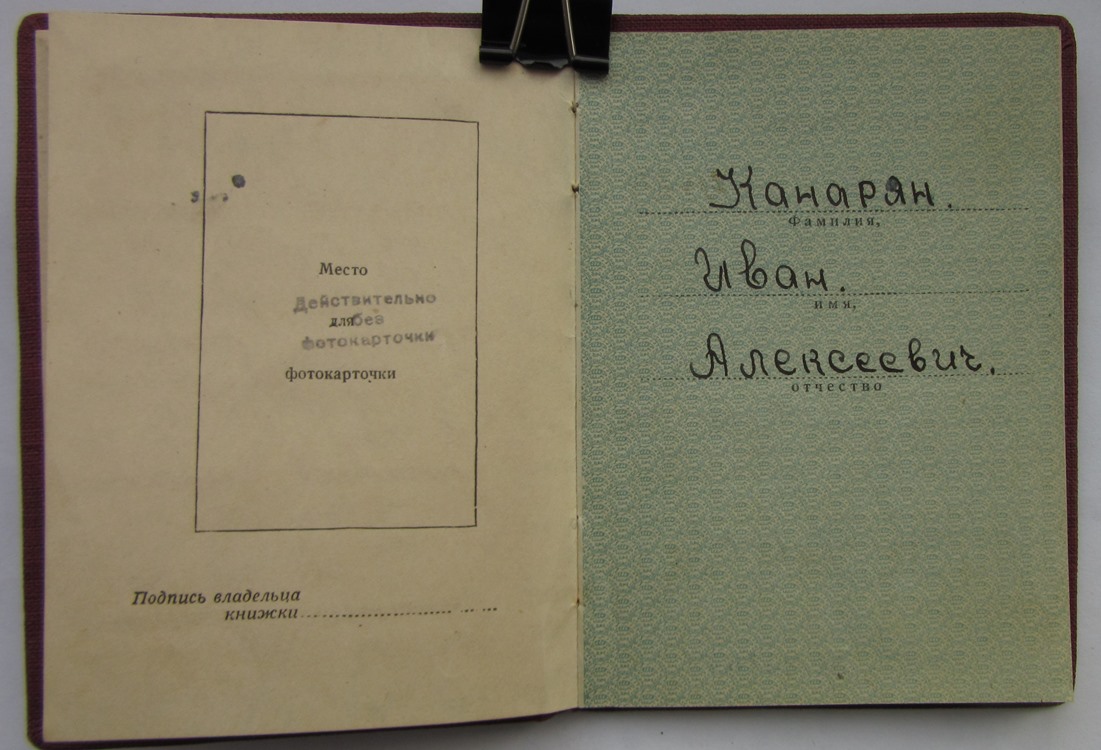 Место
Действительно
для без
фотокарточки
фотокарточки
Подпись владельца
книжки
Канарян.
Фамилия,
Иван.
имя,
Алексеевич.
отчество